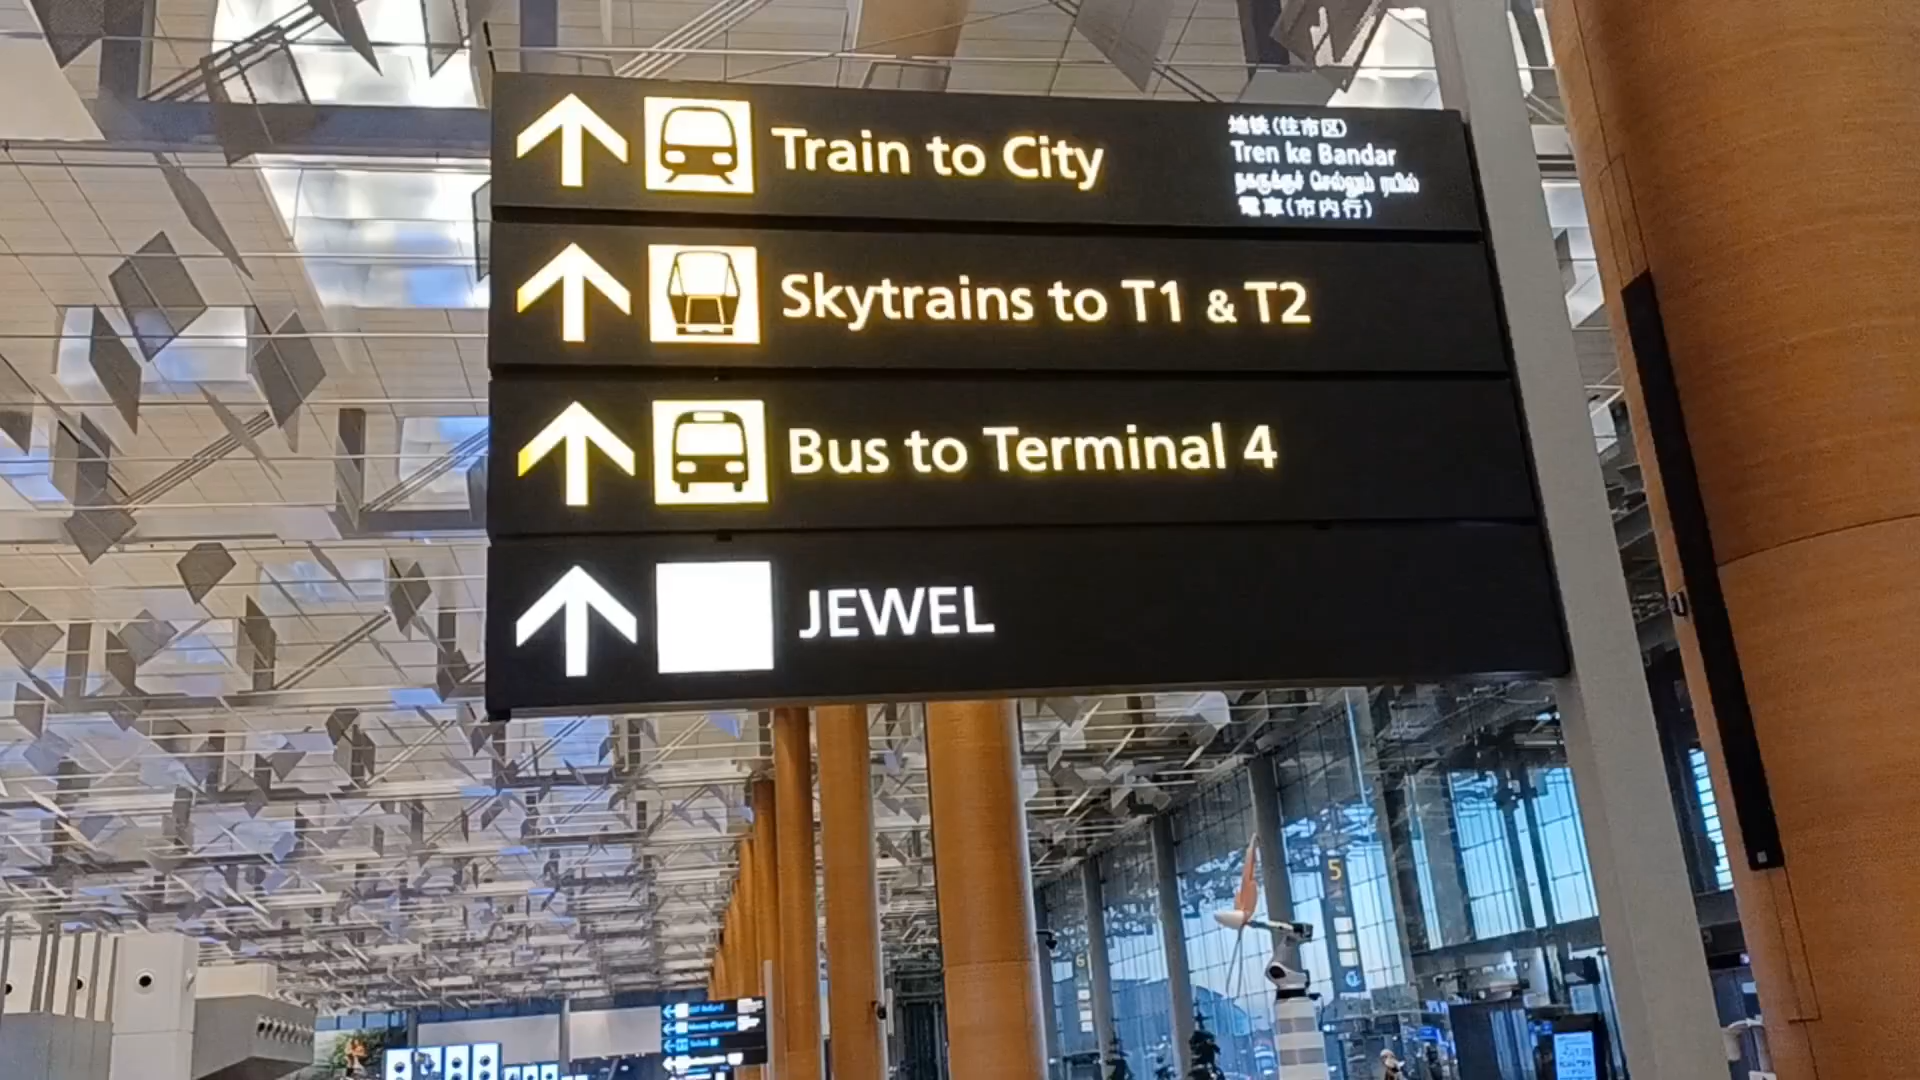 Train to City
地铁(往市区)
Tren ke Bandar
நகருக்குச் செல்லும் ரயில்
電車(市内行)
Skytrains to T1 & T2
Bus to Terminal 4
JEWEL
5
6